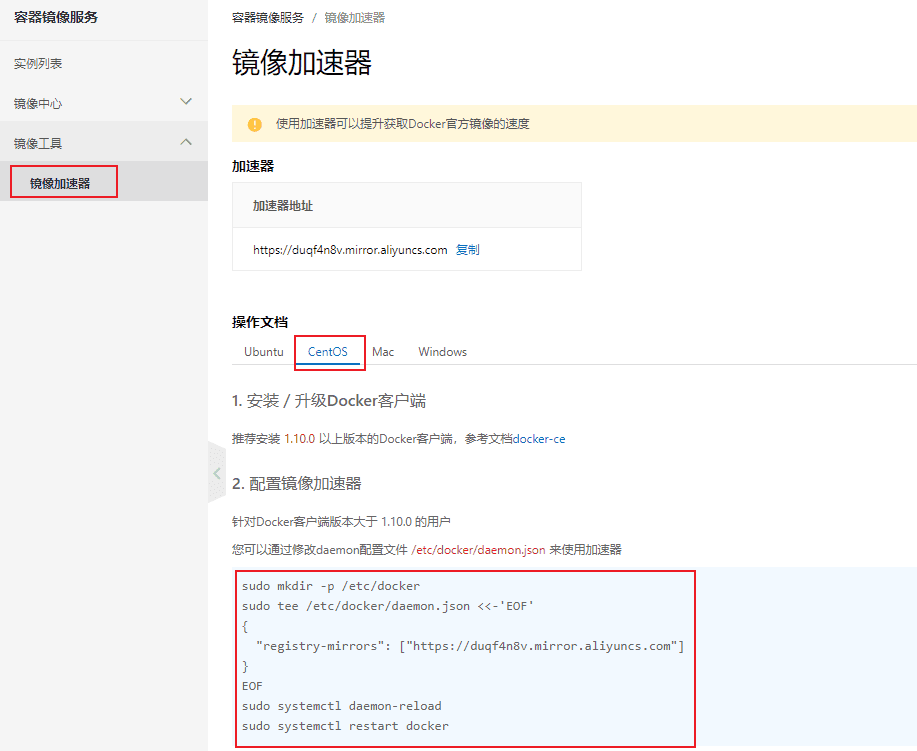 容器镜像服务
实例列表
镜像中心
镜像工具
镜像加速器
容器镜像服务 / 镜像加速器
镜像加速器
使用加速器可以提升获取Docker官方镜像的速度
加速器
加速器地址
https://duqf4n8v.mirror.aliyuncs.com 复制
操作文档
Ubuntu CentOS Mac Windows
1. 安装 / 升级Docker客户端
推荐安装 1.10.0 以上版本的Docker客户端，参考文档docker-ce
2. 配置镜像加速器
针对Docker客户端版本大于 1.10.0 的用户
您可以通过修改daemon配置文件 /etc/docker/daemon.json 来使用加速器
sudo mkdir -p /etc/docker
sudo tee /etc/docker/daemon.json <<-'EOF'
{
  "registry-mirrors": ["https://duqf4n8v.mirror.aliyuncs.com"]
}
EOF
sudo systemctl daemon-reload
sudo systemctl restart docker